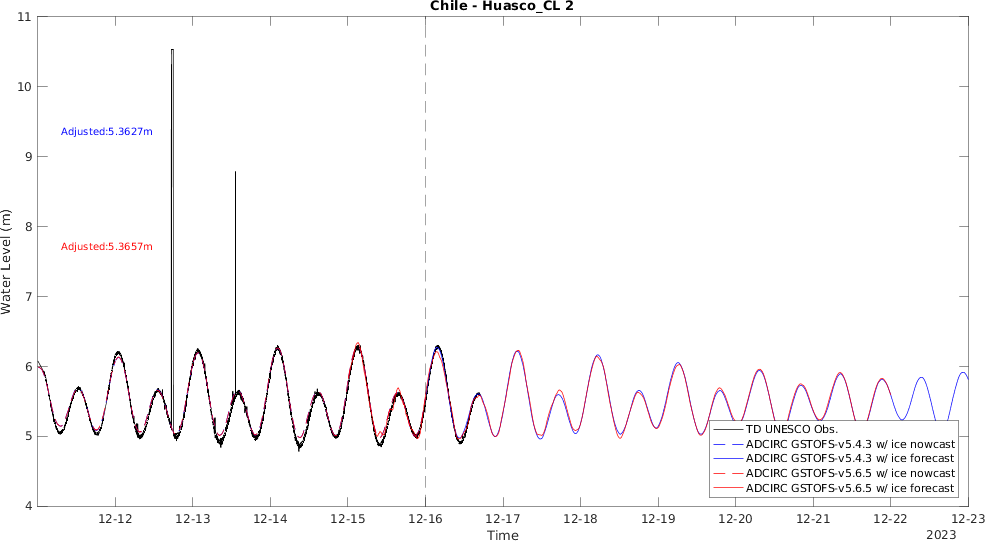 Chile - Huasco_CL 2
11
10
9
8
7
6
5
4
Water Level (m)
Adjusted:5.3627m
Adjusted:5.3657m
TD UNESCO Obs.
ADCIRC GSTOFS-v5.4.3 w/ ice nowcast
ADCIRC GSTOFS-v5.4.3 w/ ice forecast
ADCIRC GSTOFS-v5.6.5 w/ ice nowcast
ADCIRC GSTOFS-v5.6.5 w/ ice forecast
12-12 12-13 12-14 12-15 12-16 12-17 12-18 12-19 12-20 12-21 12-22 12-23
Time
2023